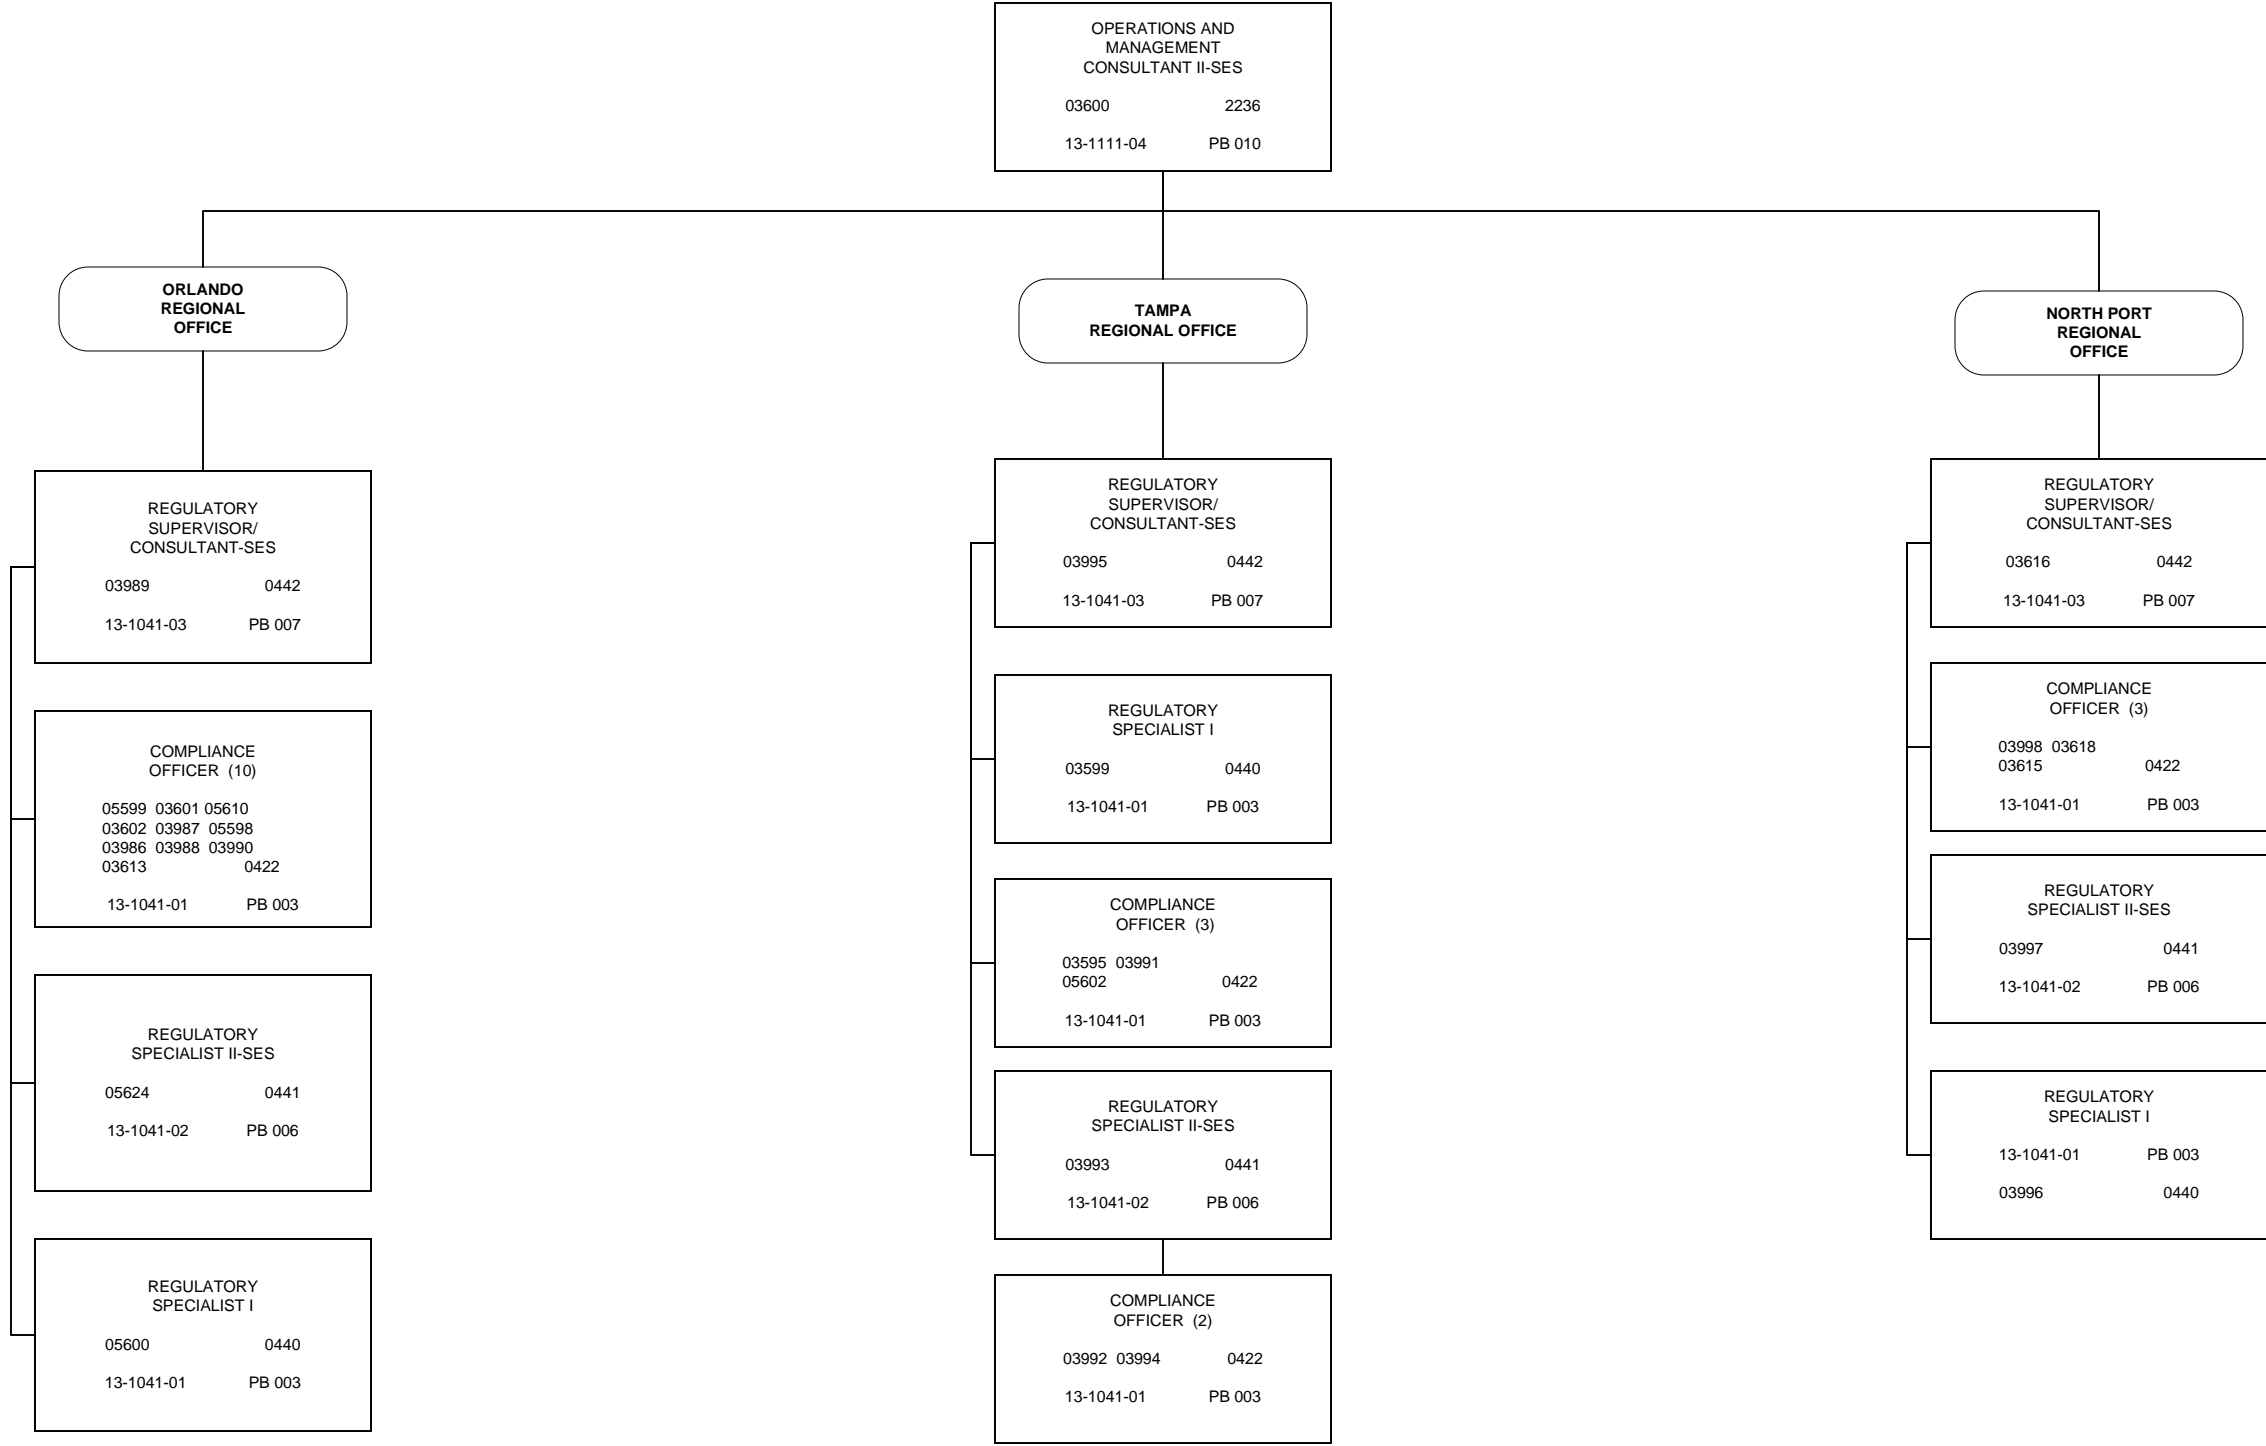 OPERATIONS AND
MANAGEMENT
CONSULTANT II-SES
03600 2236
13-1111-04 PB 010
ORLANDO
REGIONAL
OFFICE
REGULATORY
SUPERVISOR/
CONSULTANT-SES
03989 0442
13-1041-03 PB 007
COMPLIANCE
OFFICER (10)
05599 03601 05610
03602 03987 05598
03986 03988 03990
03613 0422
13-1041-01 PB 003
REGULATORY
SPECIALIST II-SES
05624 0441
13-1041-02 PB 006
REGULATORY
SPECIALIST I
05600 0440
13-1041-01 PB 003
TAMPA
REGIONAL OFFICE
REGULATORY
SUPERVISOR/
CONSULTANT-SES
03995 0442
13-1041-03 PB 007
REGULATORY
SPECIALIST I
03599 0440
13-1041-01 PB 003
COMPLIANCE
OFFICER (3)
03595 03991
05602 0422
13-1041-01 PB 003
REGULATORY
SPECIALIST II-SES
03993 0441
13-1041-02 PB 006
COMPLIANCE
OFFICER (2)
03992 03994 0422
13-1041-01 PB 003
NORTH PORT
REGIONAL
OFFICE
REGULATORY
SUPERVISOR/
CONSULTANT-SES
03616 0442
13-1041-03 PB 007
COMPLIANCE
OFFICER (3)
03998 03618
03615 0422
13-1041-01 PB 003
REGULATORY
SPECIALIST II-SES
03997 0441
13-1041-02 PB 006
REGULATORY
SPECIALIST I
13-1041-01 PB 003
03996 0440